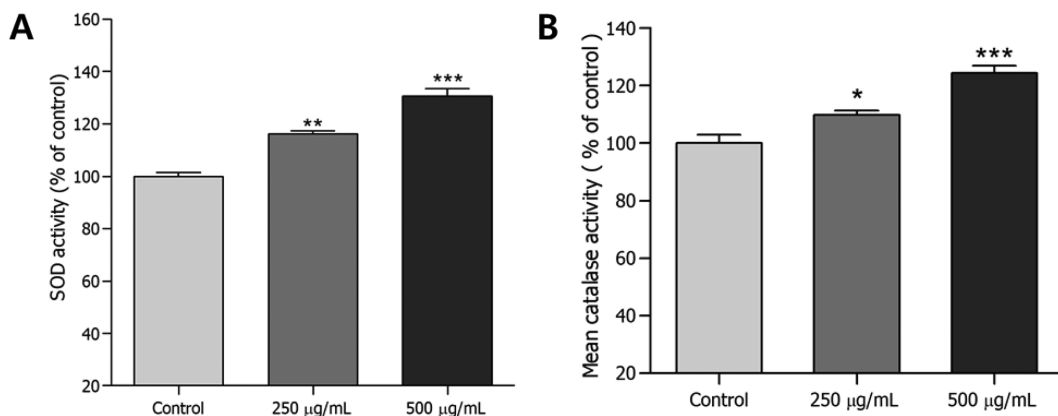 A
SOD activity (% of control)
160
140
120
100
80
60
40
20
**
***
Control
250 μg/mL
500 μg/mL
B
Mean catalase activity ( % of control)
140
120
100
80
60
40
20
*
***
Control
250 μg/mL
500 μg/mL